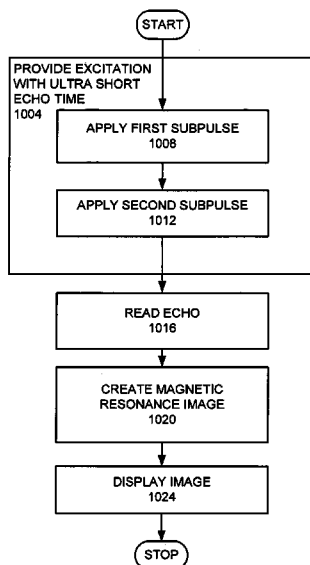 START
PROVIDE EXCITATION
WITH ULTRA SHORT
ECHO TIME
1004
APPLY FIRST SUBPULSE
1008
APPLY SECOND SUBPULSE
1012
READ ECHO
1016
CREATE MAGNETIC
RESONANCE IMAGE
1020
DISPLAY IMAGE
1024
STOP